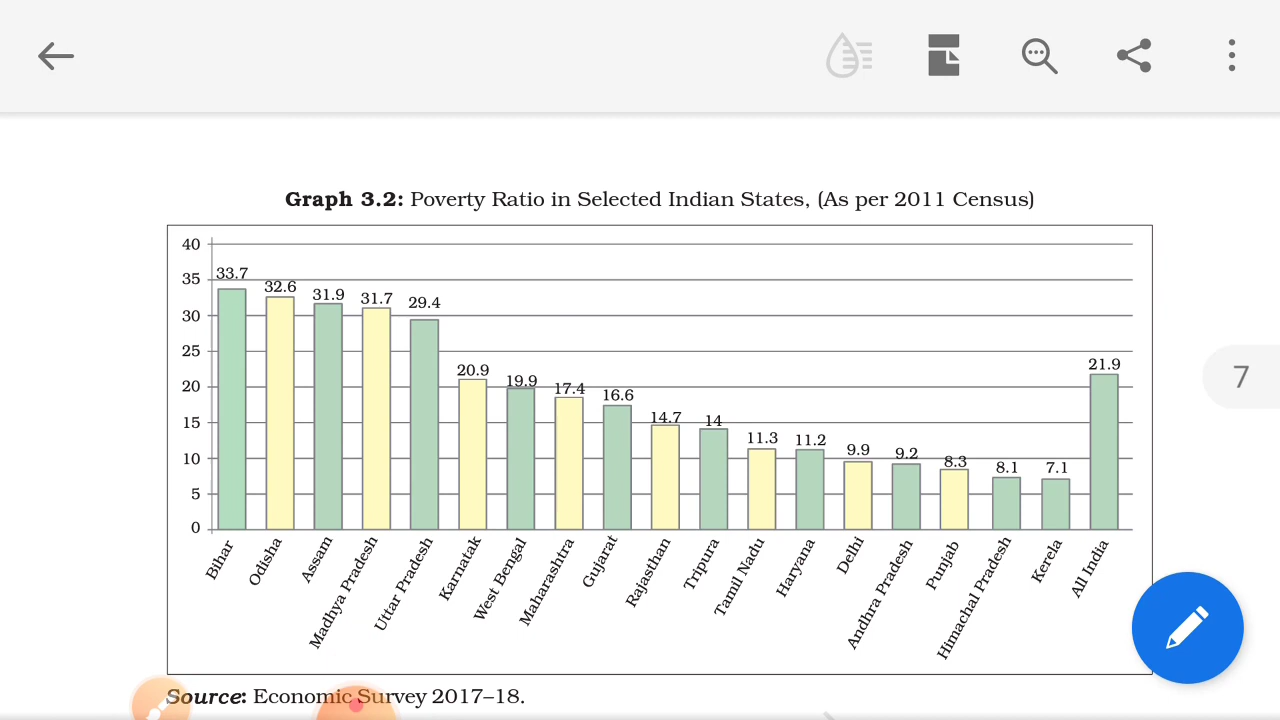 Graph 3.2: Poverty Ratio in Selected Indian States, (As per 2011 Census)
40
35
30
25
20
15
10
5
0
33.7
32.6
31.9
31.7
29.4
20.9
19.9
17.4
16.6
14.7
14
11.3
11.2
9.9
9.2
8.3
8.1
7.1
21.9
Bihar
Odisha
Assam
Madhya Pradesh
Uttar Pradesh
Karnatak
West Bengal
Maharashtra
Gujarat
Rajasthan
Tripura
Tamil Nadu
Haryana
Delhi
Andhra Pradesh
Punjab
Himachal Pradesh
Kerela
All India
7
Source: Economic Survey 2017–18.